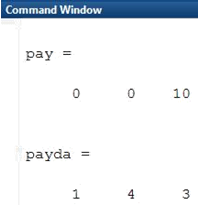 Command Window
pay =
0 0 10
payda =
1 4 3